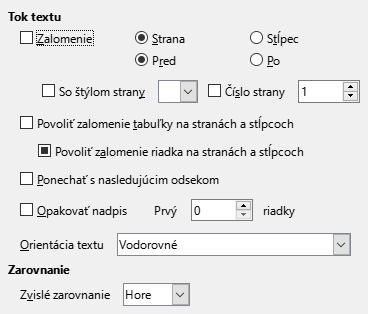 Tok textu
Zalomenie Strana Stĺpec
Pred Po
So štýlom strany Číslo strany 1
Povoliť zalomenie tabuľky na stranách a stĺpcoch
Povoliť zalomenie riadka na stranách a stĺpcoch
Ponechať s nasledujúcim odsekom
Opakovať nadpis Prvý 0 riadky
Orientácia textu Vodorovné
Zarovnanie
Zvislé zarovnanie Hore